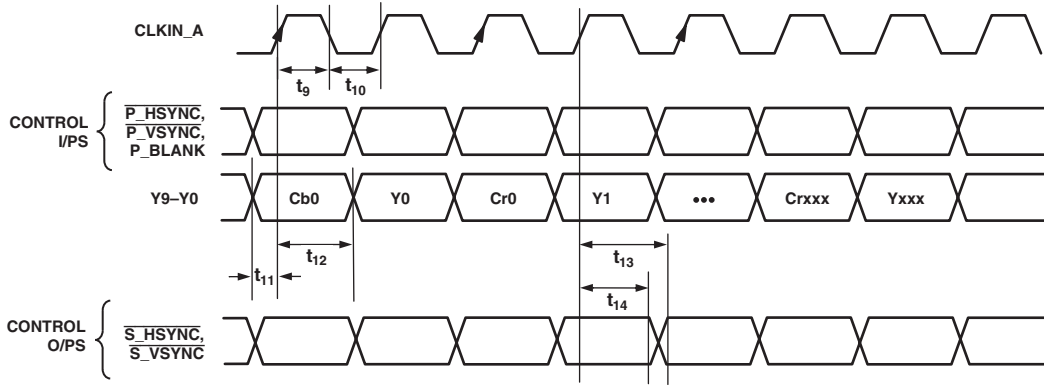 CLKIN_A
t9
t10
CONTROL
I/PS
P_HSYNC,
P_VSYNC,
P_BLANK
Y9–Y0
Cb0
Y0
Cr0
Y1
•••
Crxxx
Yxxx
t11
t12
t13
t14
CONTROL
O/PS
S_HSYNC,
S_VSYNC